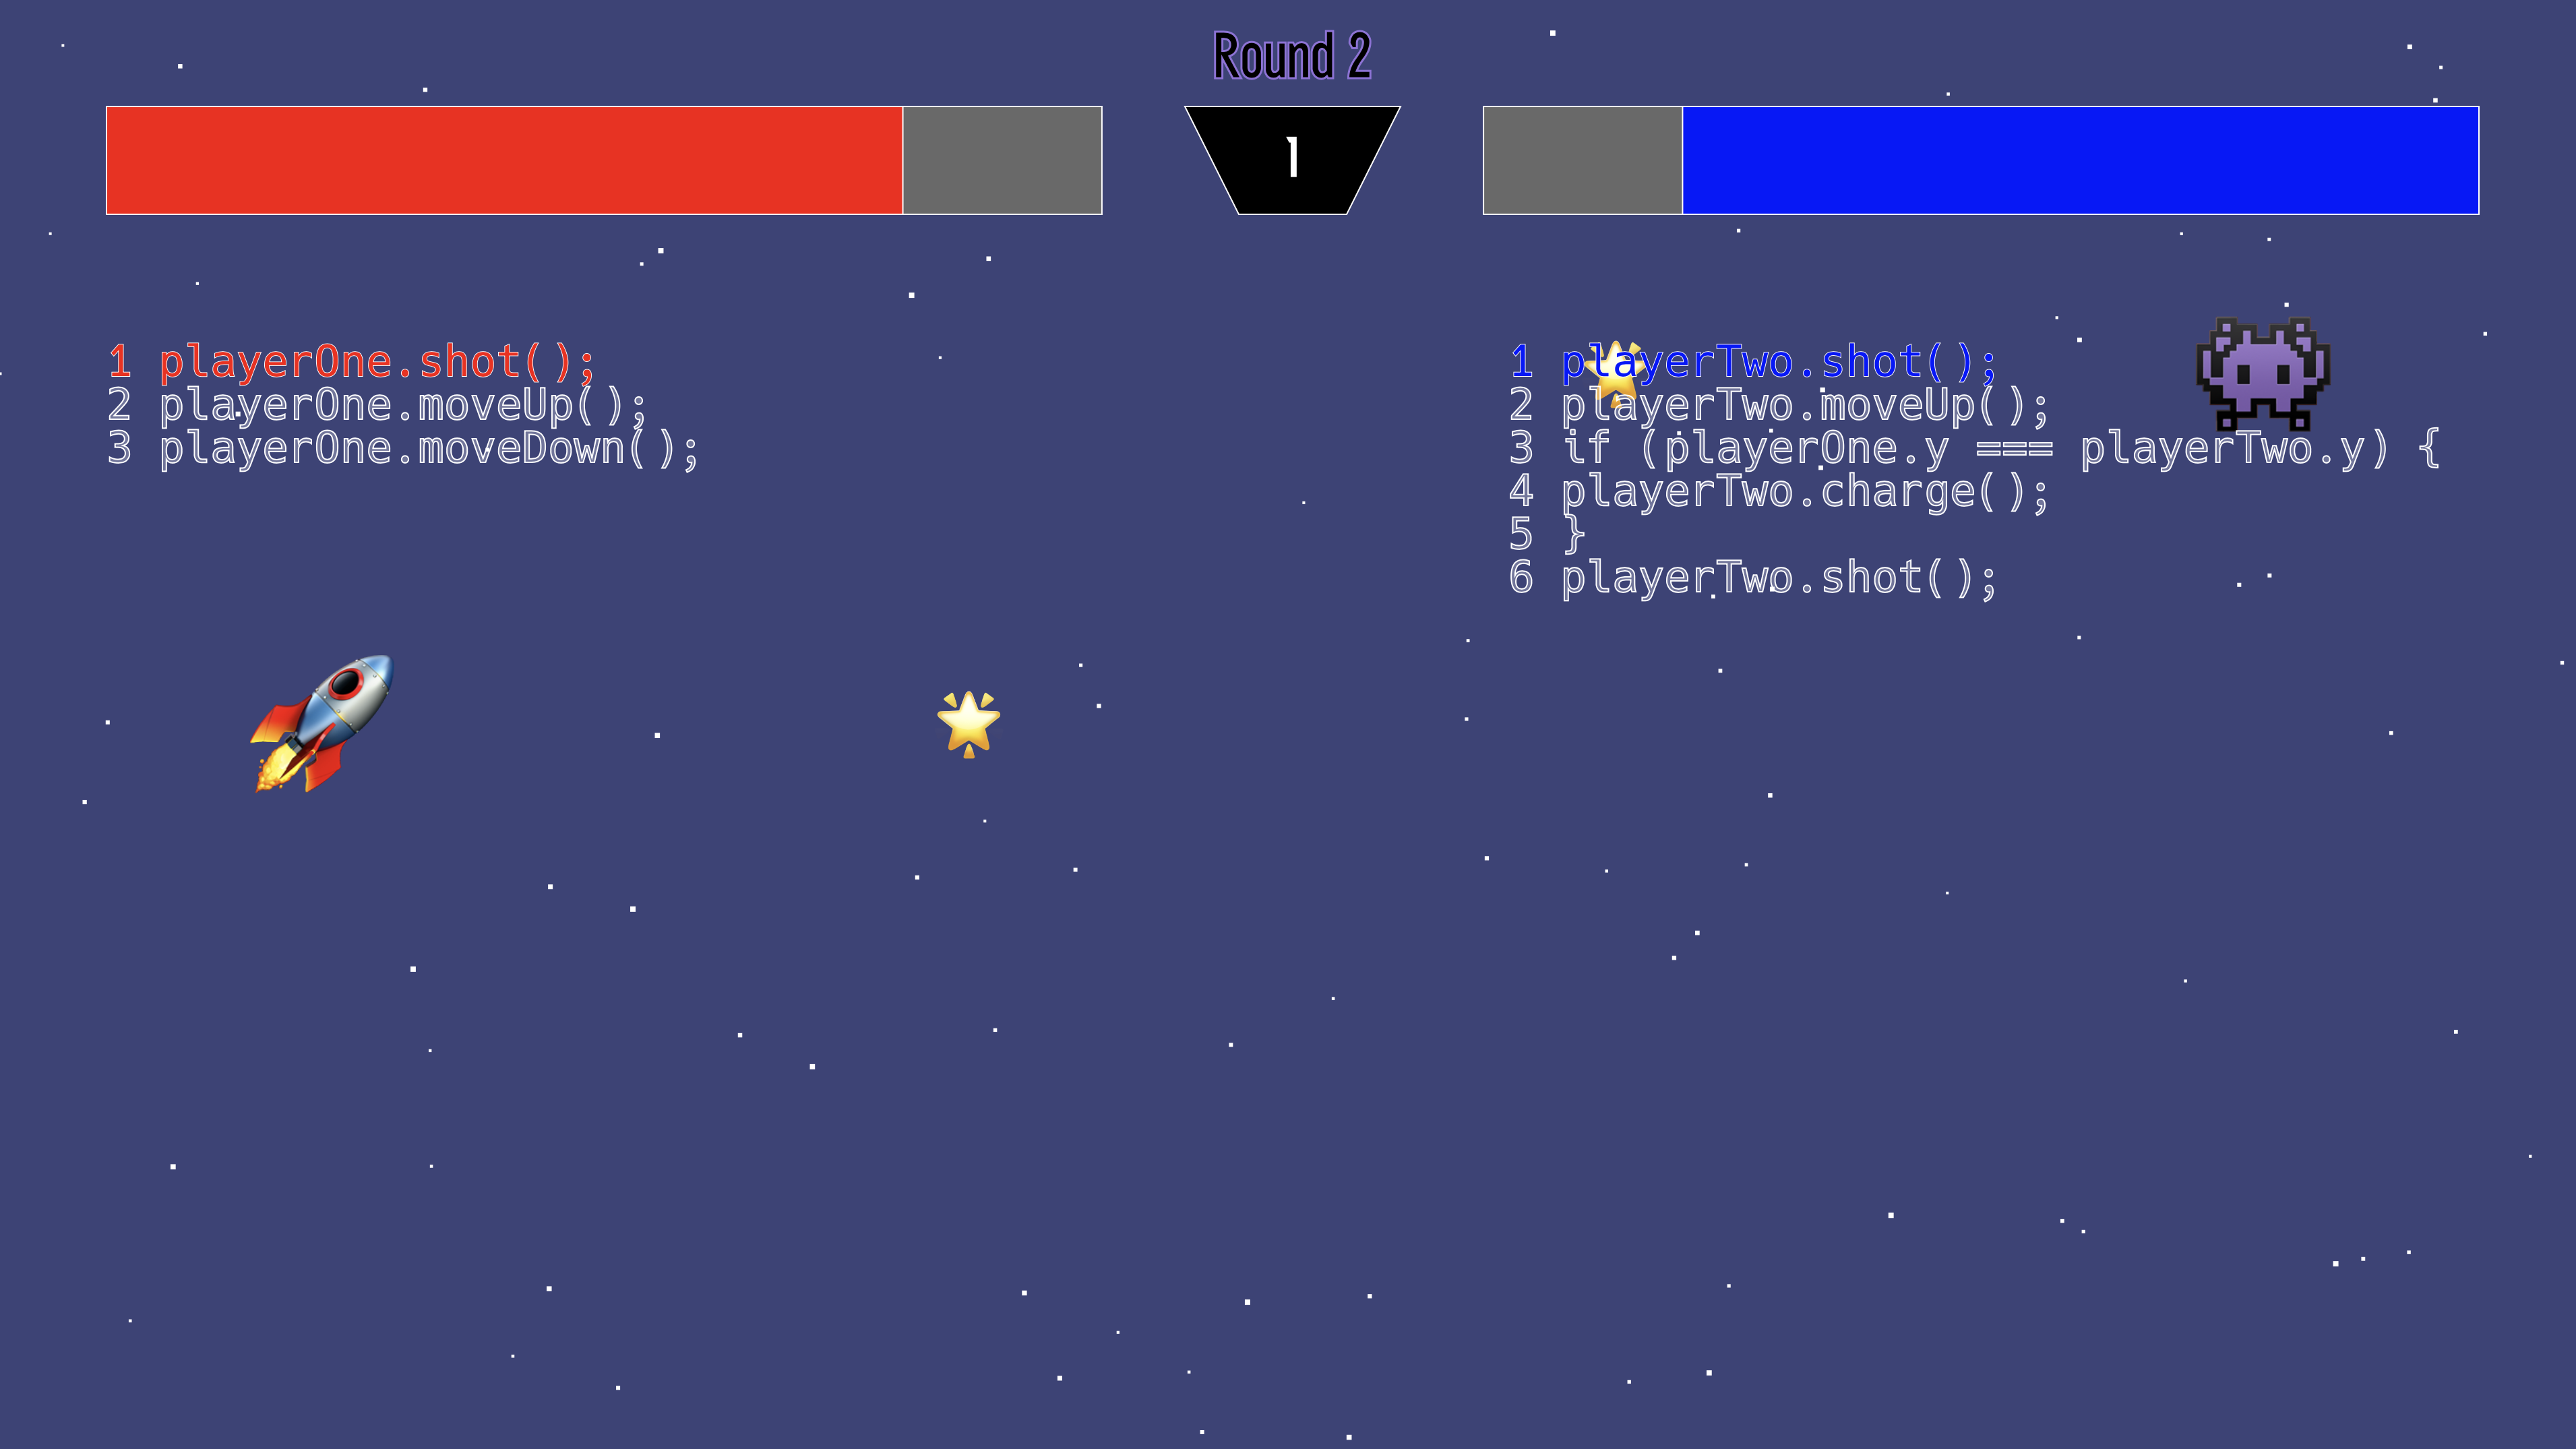 Round 2
1
1 playerOne.shot();
2 playerOne.moveUp();
3 playerOne.moveDown();
1 playerTwo.shot();
2 playerTwo.moveUp();
3 if (playerOne.y === playerTwo.y) {
4 playerTwo.charge();
5 }
6 playerTwo.shot();